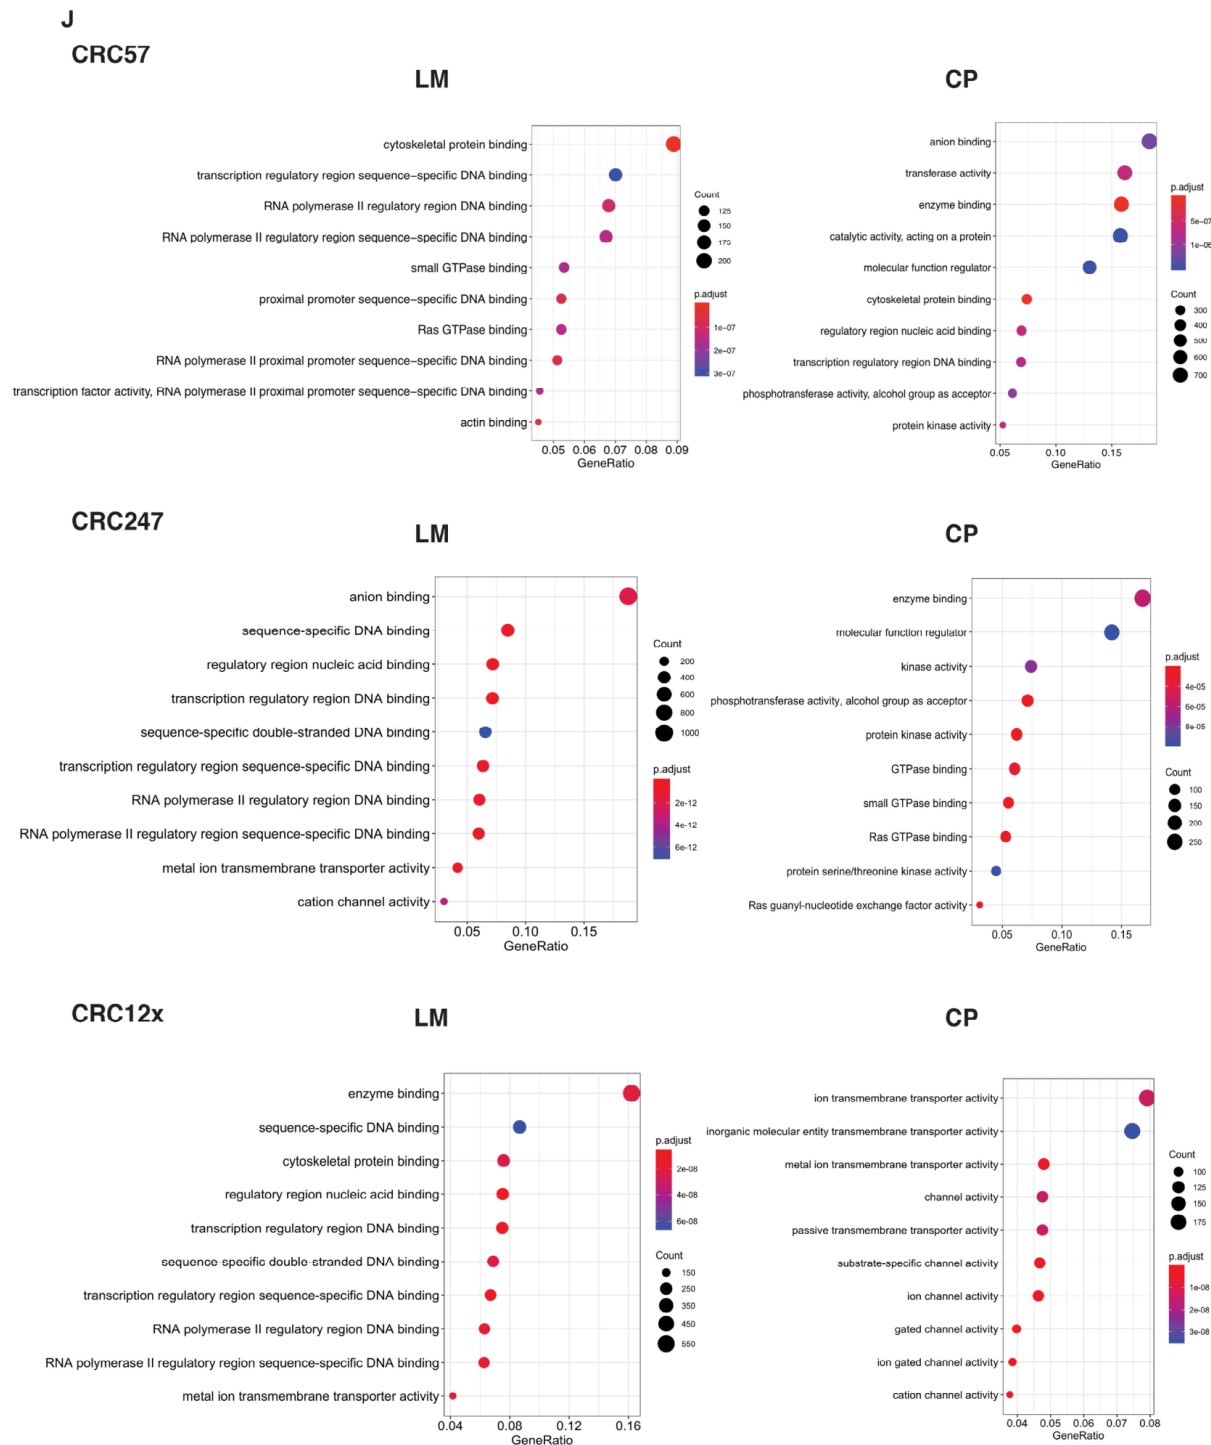 J
CRC57
LM
cytoskeletal protein binding
transcription regulatory region sequence-specific DNA binding
RNA polymerase II regulatory region DNA binding
RNA polymerase II regulatory region sequence-specific DNA binding
small GTPase binding
proximal promoter sequence-specific DNA binding
Ras GTPase binding
RNA polymerase II proximal promoter sequence-specific DNA binding
transcription factor activity, RNA polymerase II proximal promoter sequence-specific DNA binding
actin binding
0.05 0.06 0.07 0.08 0.09
GeneRatio
Count
125
150
175
200
p.adjust
1e-07
2e-07
3e-07
CP
anion binding
transferase activity
enzyme binding
catalytic activity, acting on a protein
molecular function regulator
cytoskeletal protein binding
regulatory region nucleic acid binding
transcription regulatory region DNA binding
phosphotransferase activity, alcohol group as acceptor
protein kinase activity
0.05 0.10 0.15
GeneRatio
p.adjust
5e-07
1e-06
Count
300
400
500
600
700
CRC247
LM
anion binding
sequence-specific DNA binding
regulatory region nucleic acid binding
transcription regulatory region DNA binding
sequence-specific double-stranded DNA binding
transcription regulatory region sequence-specific DNA binding
RNA polymerase II regulatory region DNA binding
RNA polymerase II regulatory region sequence-specific DNA binding
metal ion transmembrane transporter activity
cation channel activity
0.05 0.10 0.15
GeneRatio
Count
200
400
600
800
1000
p.adjust
2e-12
4e-12
6e-12
CP
enzyme binding
molecular function regulator
kinase activity
phosphotransferase activity, alcohol group as acceptor
protein kinase activity
GTPase binding
small GTPase binding
Ras GTPase binding
protein serine/threonine kinase activity
Ras guanyl-nucleotide exchange factor activity
0.05 0.10 0.15
GeneRatio
p.adjust
4e-05
6e-05
8e-05
Count
100
150
200
250
CRC12x
LM
enzyme binding
sequence-specific DNA binding
cytoskeletal protein binding
regulatory region nucleic acid binding
transcription regulatory region DNA binding
sequence specific double stranded DNA binding
transcription regulatory region sequence-specific DNA binding
RNA polymerase II regulatory region DNA binding
RNA polymerase II regulatory region sequence-specific DNA binding
metal ion transmembrane transporter activity
0.04 0.08 0.12 0.16
GeneRatio
p.adjust
2e-08
4e-08
6e-08
Count
150
250
350
450
550
CP
ion transmembrane transporter activity
inorganic molecular entity transmembrane transporter activity
metal ion transmembrane transporter activity
channel activity
passive transmembrane transporter activity
substrate-specific channel activity
ion channel activity
gated channel activity
ion gated channel activity
cation channel activity
0.04 0.05 0.06 0.07 0.08
GeneRatio
Count
100
125
150
175
p.adjust
1e-08
2e-08
3e-08